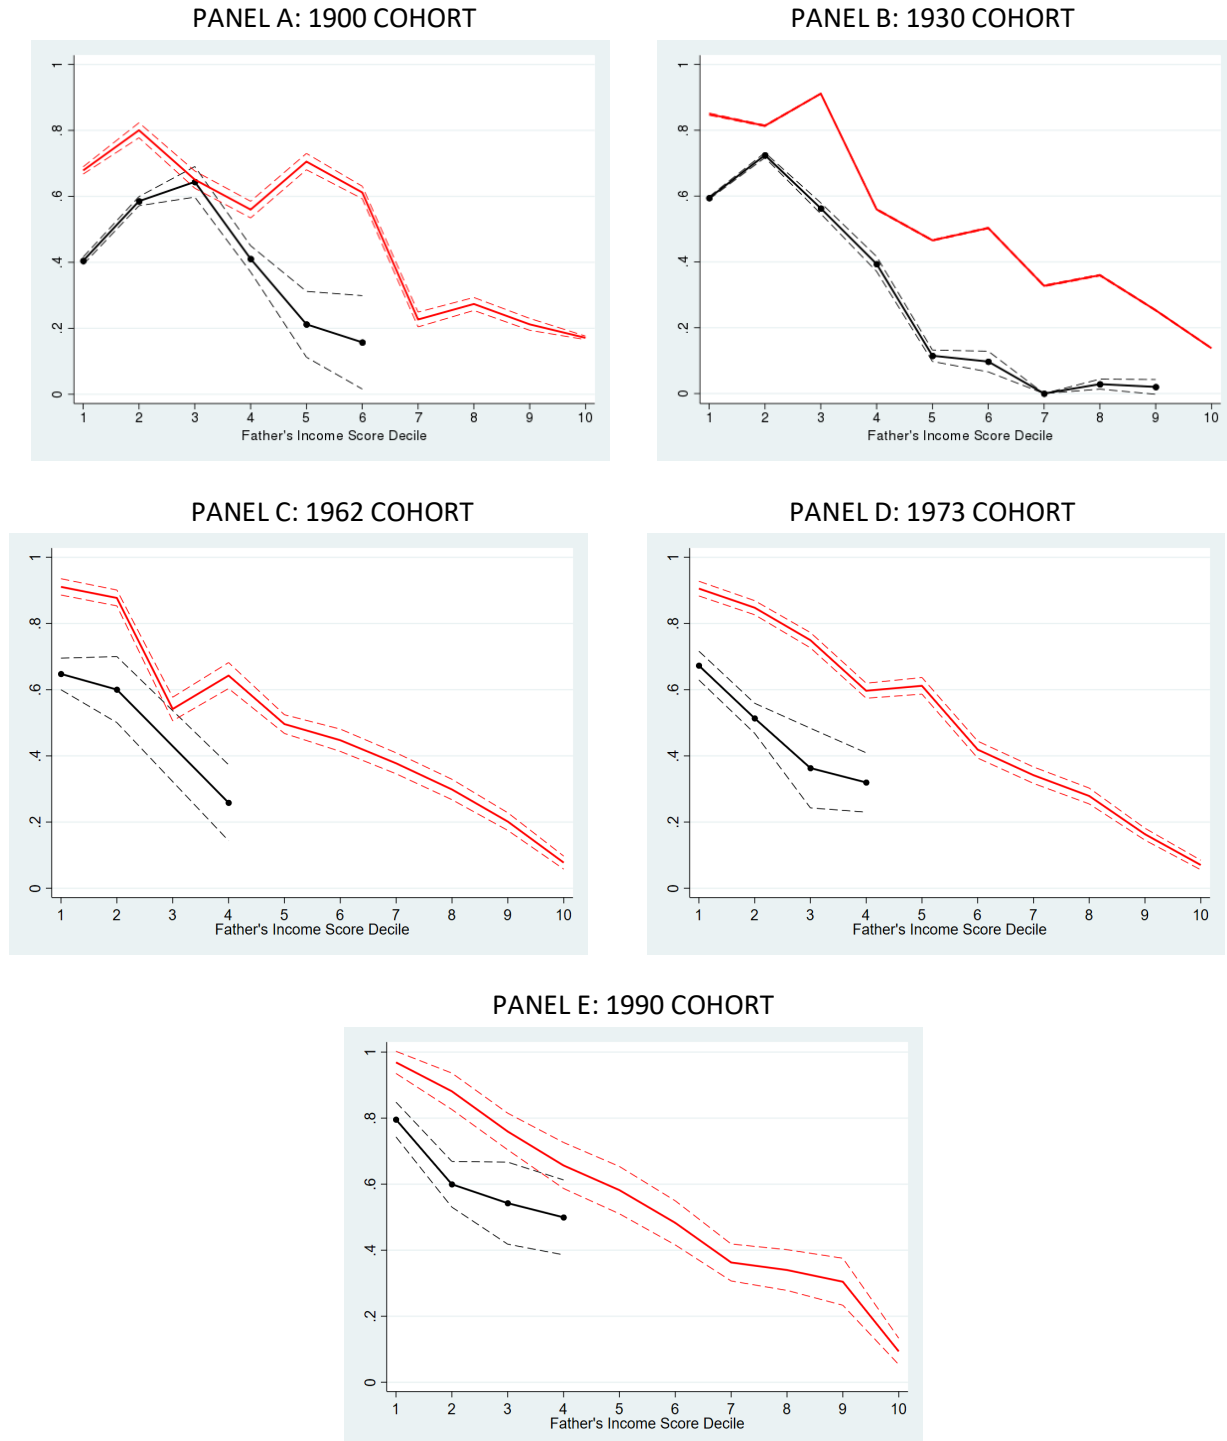 PANEL A: 1900 COHORT
1
.8
.6
.4
.2
0
1 2 3 4 5 6 7 8 9 10
Father's Income Score Decile
PANEL B: 1930 COHORT
1
.8
.6
.4
.2
0
1 2 3 4 5 6 7 8 9 10
Father's Income Score Decile
PANEL C: 1962 COHORT
1
.8
.6
.4
.2
0
1 2 3 4 5 6 7 8 9 10
Father's Income Score Decile
PANEL D: 1973 COHORT
1
.8
.6
.4
.2
0
1 2 3 4 5 6 7 8 9 10
Father's Income Score Decile
PANEL E: 1990 COHORT
1
.8
.6
.4
.2
0
1 2 3 4 5 6 7 8 9 10
Father's Income Score Decile